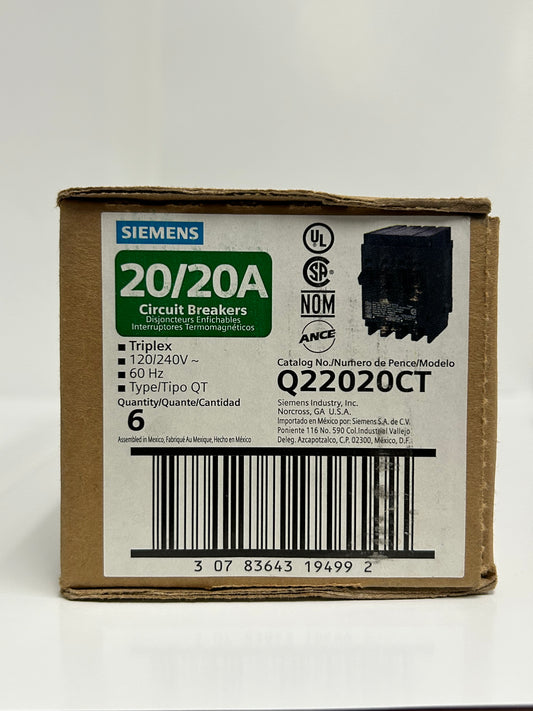 SIEMENS
20/20A
Circuit Breakers
Disjoncteurs Enfichables
Interruptores Termomagnéticos
Triplex
120/240V ~
60 Hz
Type/Tipo QT
Quantity/Quante/Cantidad
6
Assembled in Mexico, Fabriqué Au Mexique, Hecho en México
UL
SA
NOM
ANCE
Catalog No./Numero de Pence/Modelo
Q22020CT
Siemens Industry, Inc.
Norcross, GA U.S.A.
Importado en México por: Siemens S.A. de C.V.
Poniente 116 No. 590 Col. Industrial Vallejo
Deleg. Azcapotzalco, C.P. 02300, México, D.F.
3 07 83643 19499 2